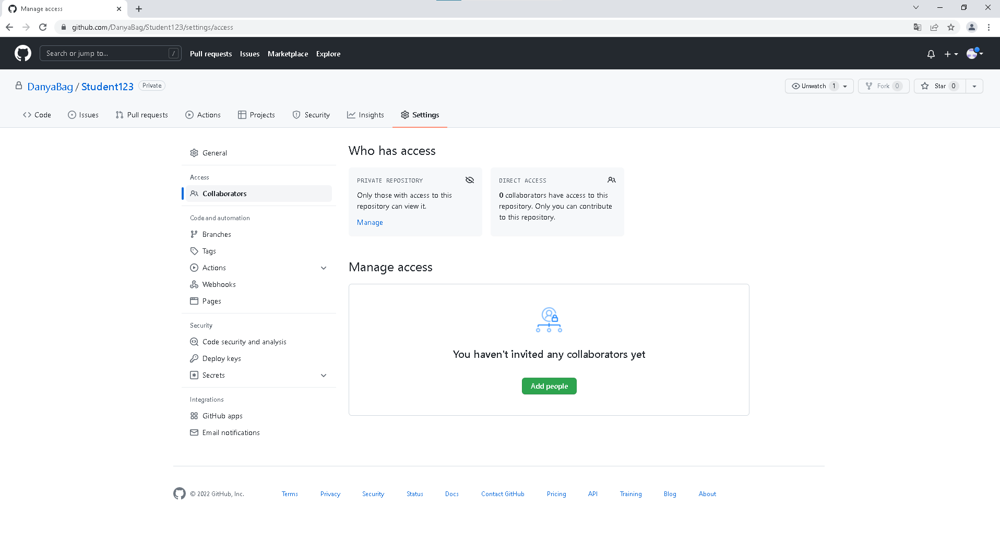 Manage access
github.com/DanyaBag/Student123/settings/access
Search or jump to... /
Pull requests Issues Marketplace Explore
DanyaBag / Student123 Private
Unwatch 1 Fork 0 Star 0
Code Issues Pull requests Actions Projects Security Insights Settings
General
Access
Collaborators
Code and automation
Branches
Tags
Actions
Webhooks
Pages
Security
Code security and analysis
Deploy keys
Secrets
Integrations
GitHub apps
Email notifications
Who has access
PRIVATE REPOSITORY
Only those with access to this
repository can view it.
Manage
DIRECT ACCESS
0 collaborators have access to this
repository. Only you can contribute
to this repository.
Manage access
You haven't invited any collaborators yet
Add people
© 2022 GitHub, Inc. Terms Privacy Security Status Docs Contact GitHub Pricing API Training Blog About